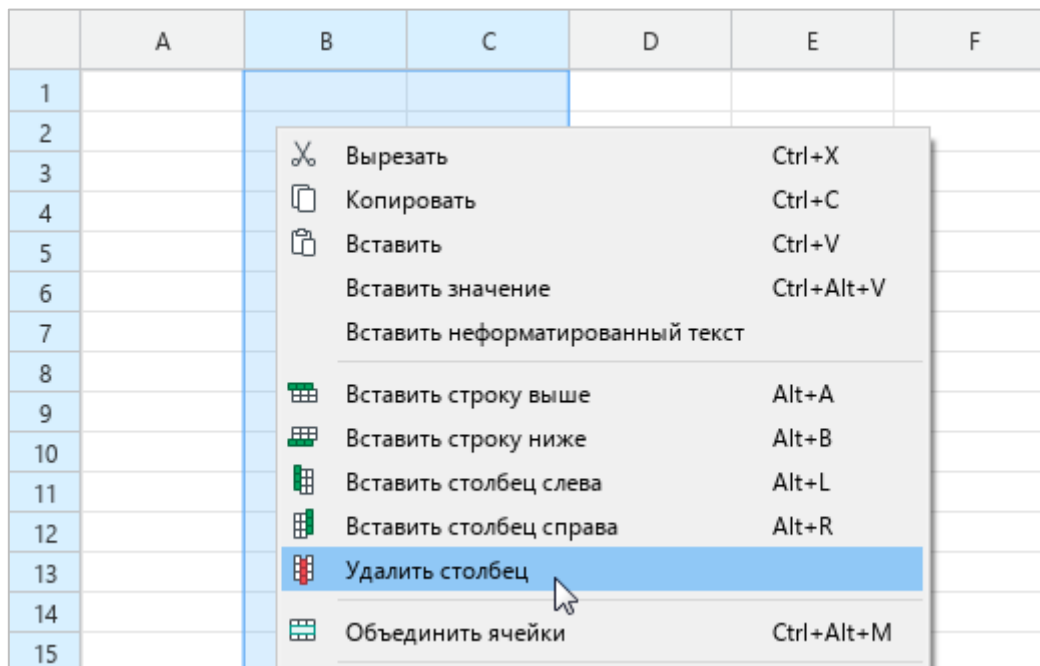 A B C D E F
1
2
Вырезать Ctrl+X
3
Копировать Ctrl+C
4
Вставить Ctrl+V
5
Вставить значение Ctrl+Alt+V
6
Вставить неформатированный текст
7
8
Вставить строку выше Alt+A
9
Вставить строку ниже Alt+B
10
Вставить столбец слева Alt+L
11
Вставить столбец справа Alt+R
12
Удалить столбец
13
14
Объединить ячейки Ctrl+Alt+M
15